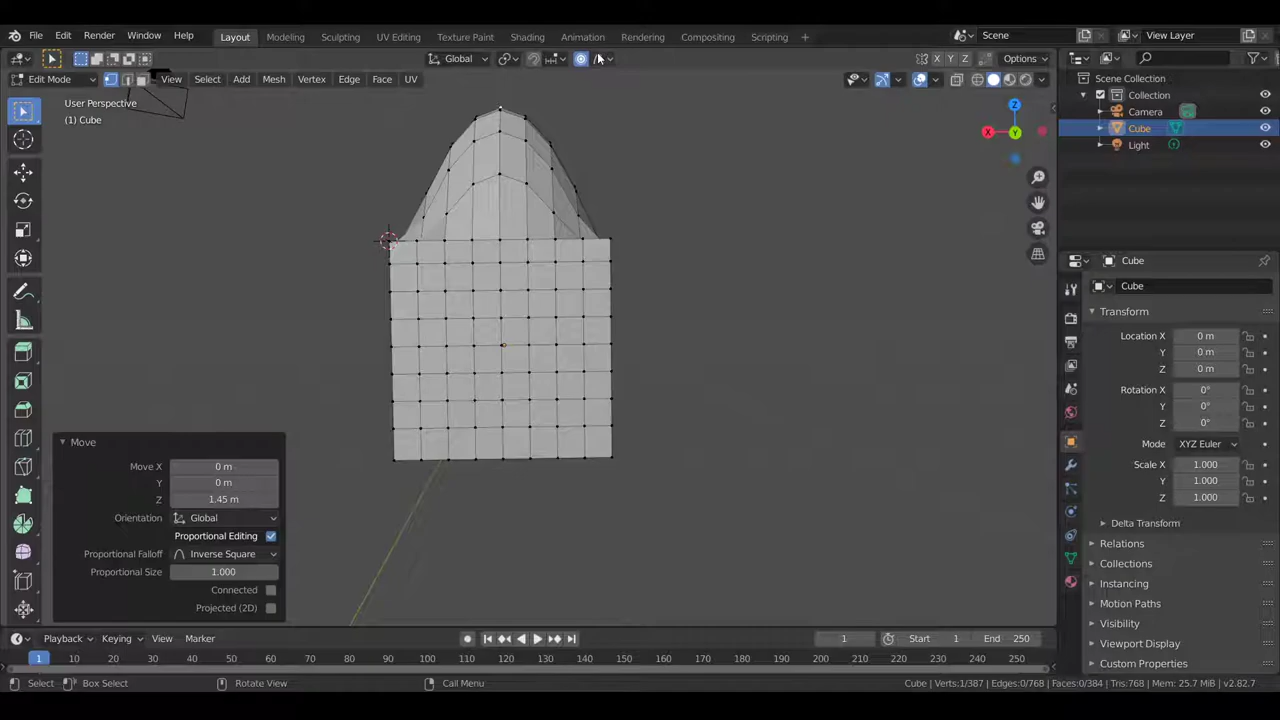 File Edit Render Window Help Layout Modeling Sculpting UV Editing Texture Paint Shading Animation Rendering Compositing Scripting + Scene View Layer
Global X Y Z Options
Edit Mode View Select Add Mesh Vertex Edge Face UV
User Perspective
(1) Cube
Scene Collection
Collection
Camera
Cube
Light
Z
X Y
Cube
Cube
Transform
Location X 0 m
Y 0 m
Z 0 m
Rotation X 0°
Y 0°
Z 0°
Mode XYZ Euler
Scale X 1.000
Y 1.000
Z 1.000
Delta Transform
Relations
Collections
Instancing
Motion Paths
Visibility
Viewport Display
Custom Properties
Move
Move X 0 m
Y 0 m
Z 1.45 m
Orientation Global
Proportional Editing
Proportional Falloff Inverse Square
Proportional Size 1.000
Connected
Projected (2D)
Playback Keying View Marker 1 Start 1 End 250
1 10 20 30 40 50 60 70 80 90 100 110 120 130 140 150 160 170 180 190 200 210 220 230 240 250
Select Box Select Rotate View Call Menu Cube | Verts:1/387 | Edges:0/768 | Faces:0/384 | Tris:768 | Mem: 25.7 MiB | v2.82.7